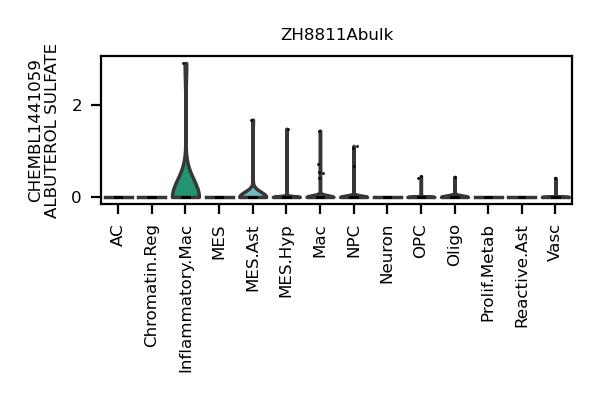 ZH8811Abulk
CHEMBL1441059
ALBUTEROL SULFATE
2
0
AC
Chromatin.Reg
Inflammatory.Mac
MES
MES.Ast
MES.Hyp
Mac
NPC
Neuron
OPC
Oligo
Prolif.Metab
Reactive.Ast
Vasc